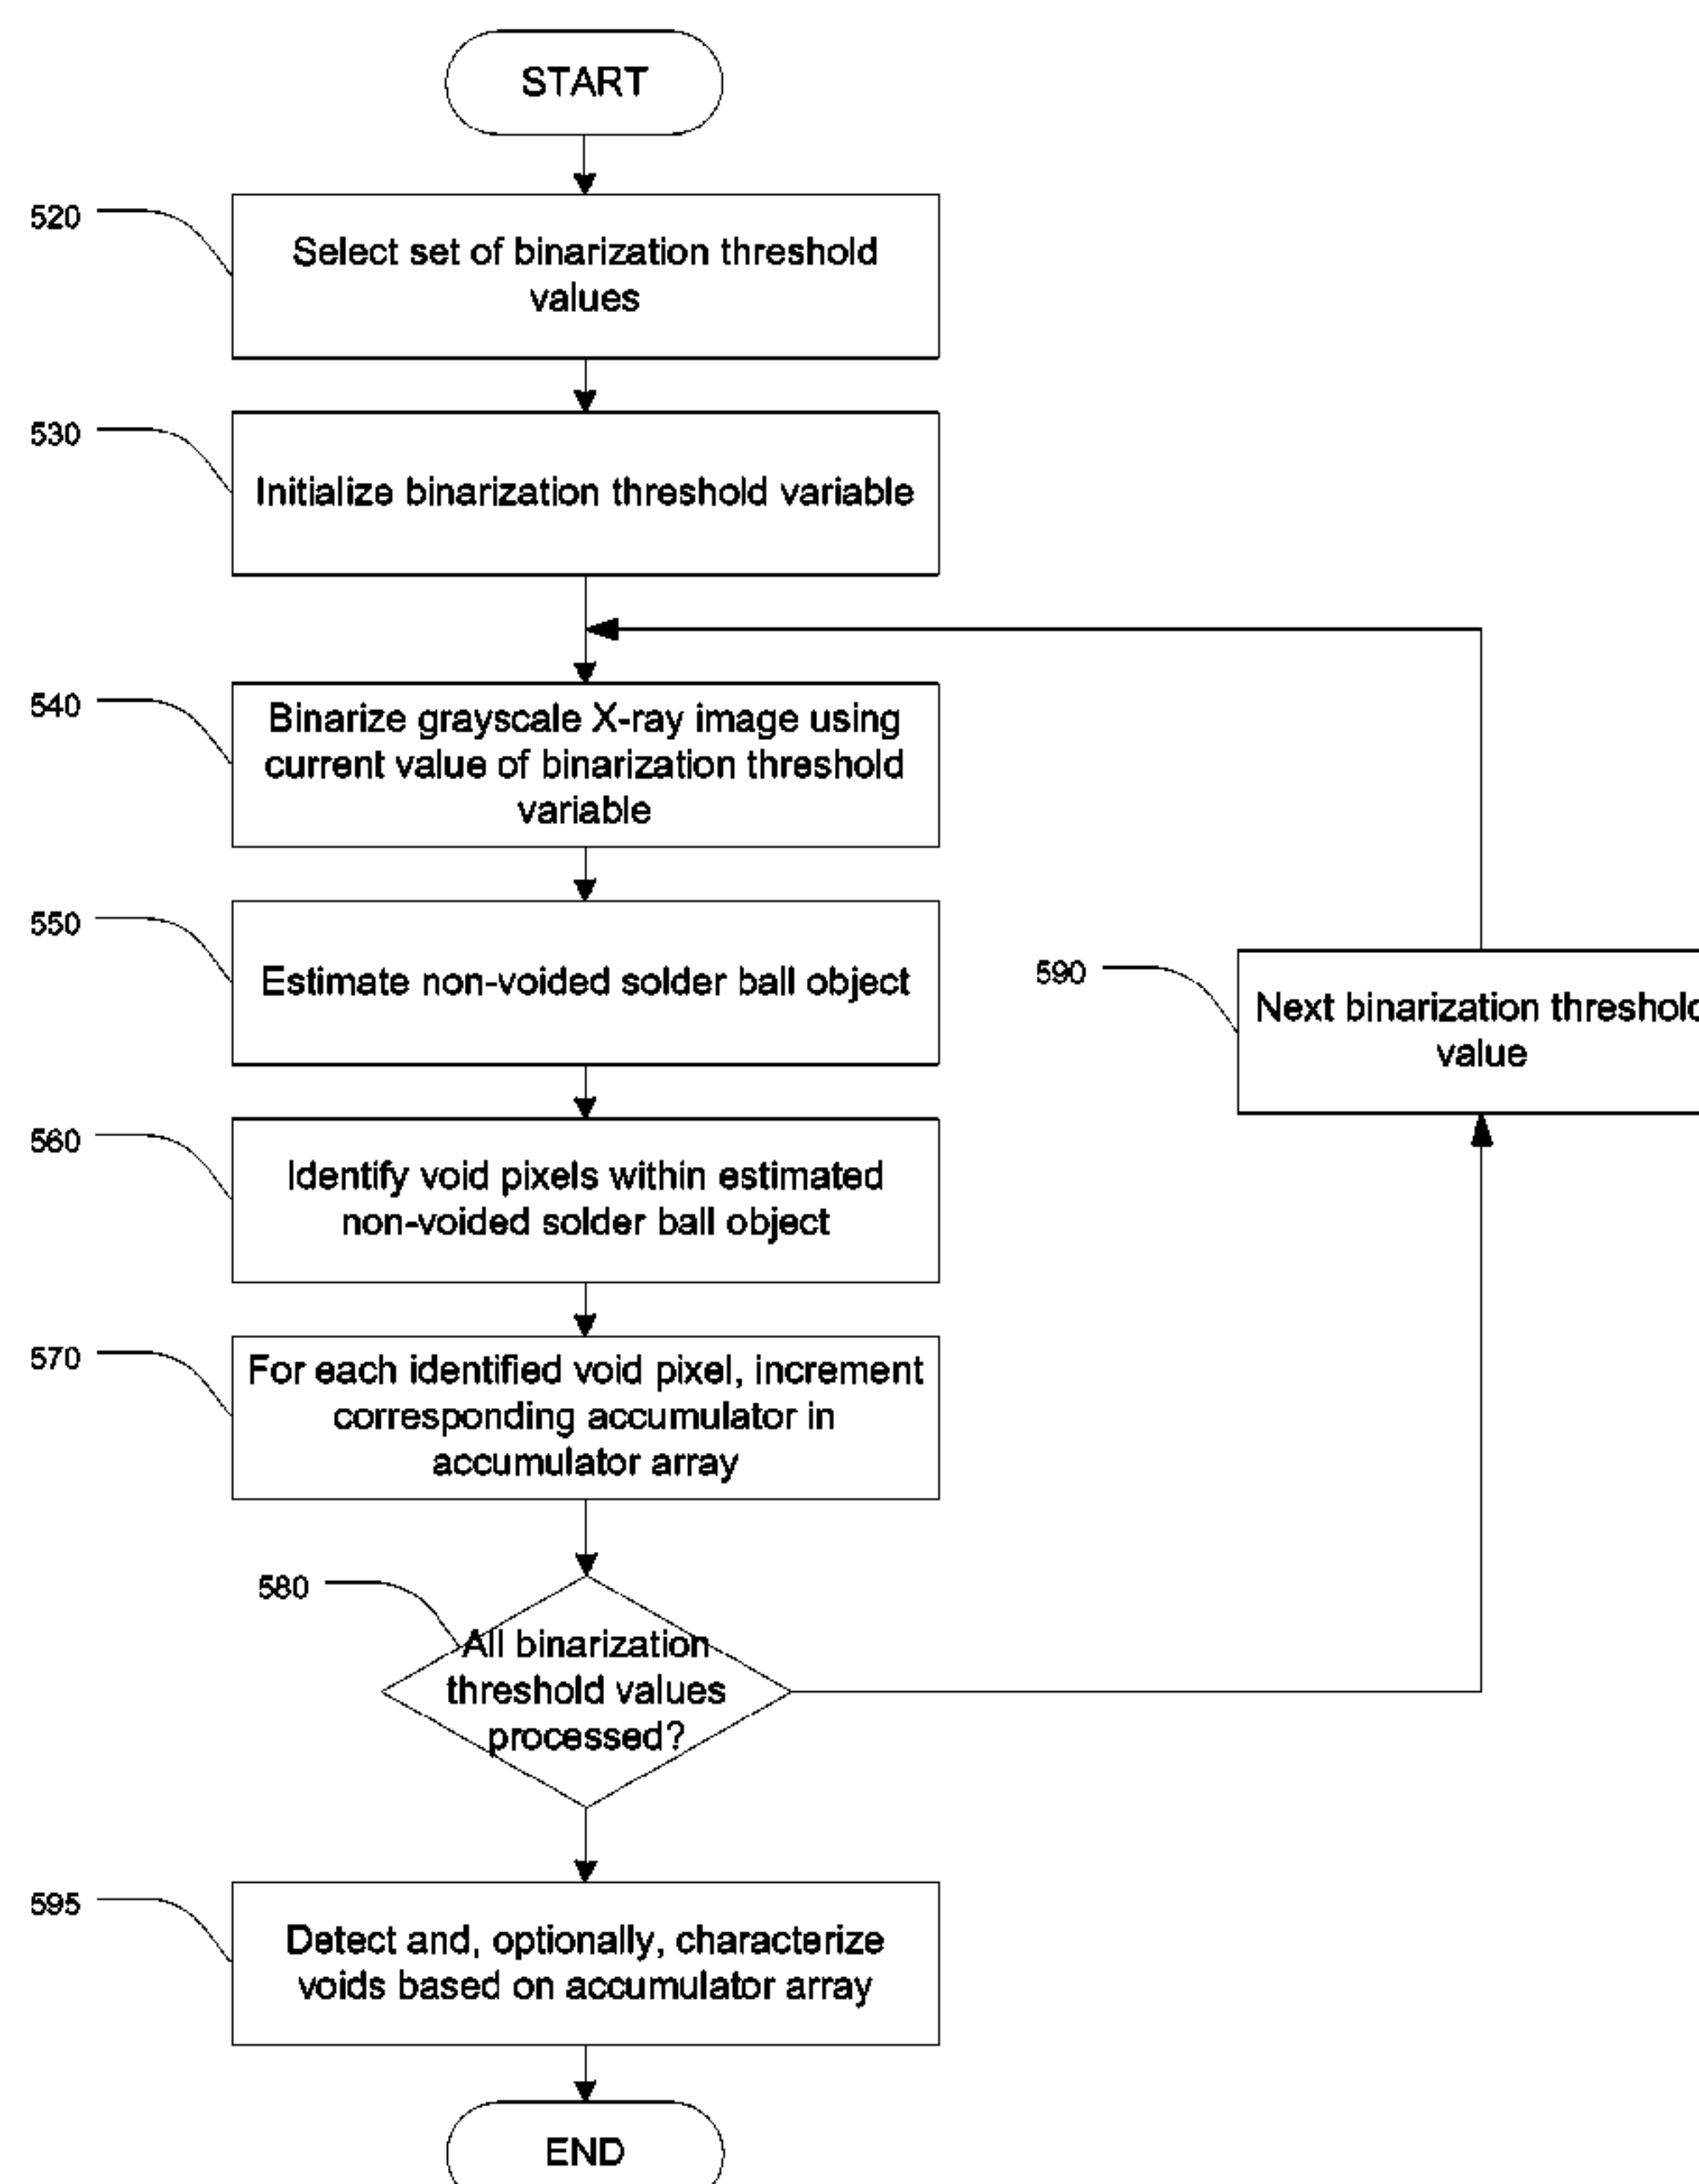 START
520
Select set of binarization threshold
values
530
Initialize binarization threshold variable
540
Binarize grayscale X-ray image using
current value of binarization threshold
variable
550
Estimate non-voided solder ball object
590
Next binarization threshold
value
560
Identify void pixels within estimated
non-voided solder ball object
570
For each identified void pixel, increment
corresponding accumulator in
accumulator array
580
All binarization
threshold values
processed?
595
Detect and, optionally, characterize
voids based on accumulator array
END